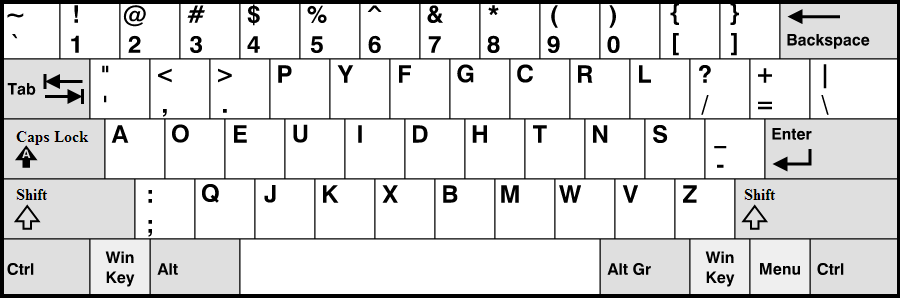 ~ ! @ # $ % ^ & * ( ) { }
` 1 2 3 4 5 6 7 8 9 0 [ ] Backspace
Tab " < > P Y F G C R L ? + |
' , . / = \
Caps Lock A O E U I D H T N S _ Enter
A -
Shift : Q J K X B M W V Z Shift
;
Ctrl Win Key Alt Alt Gr Win Key Menu Ctrl